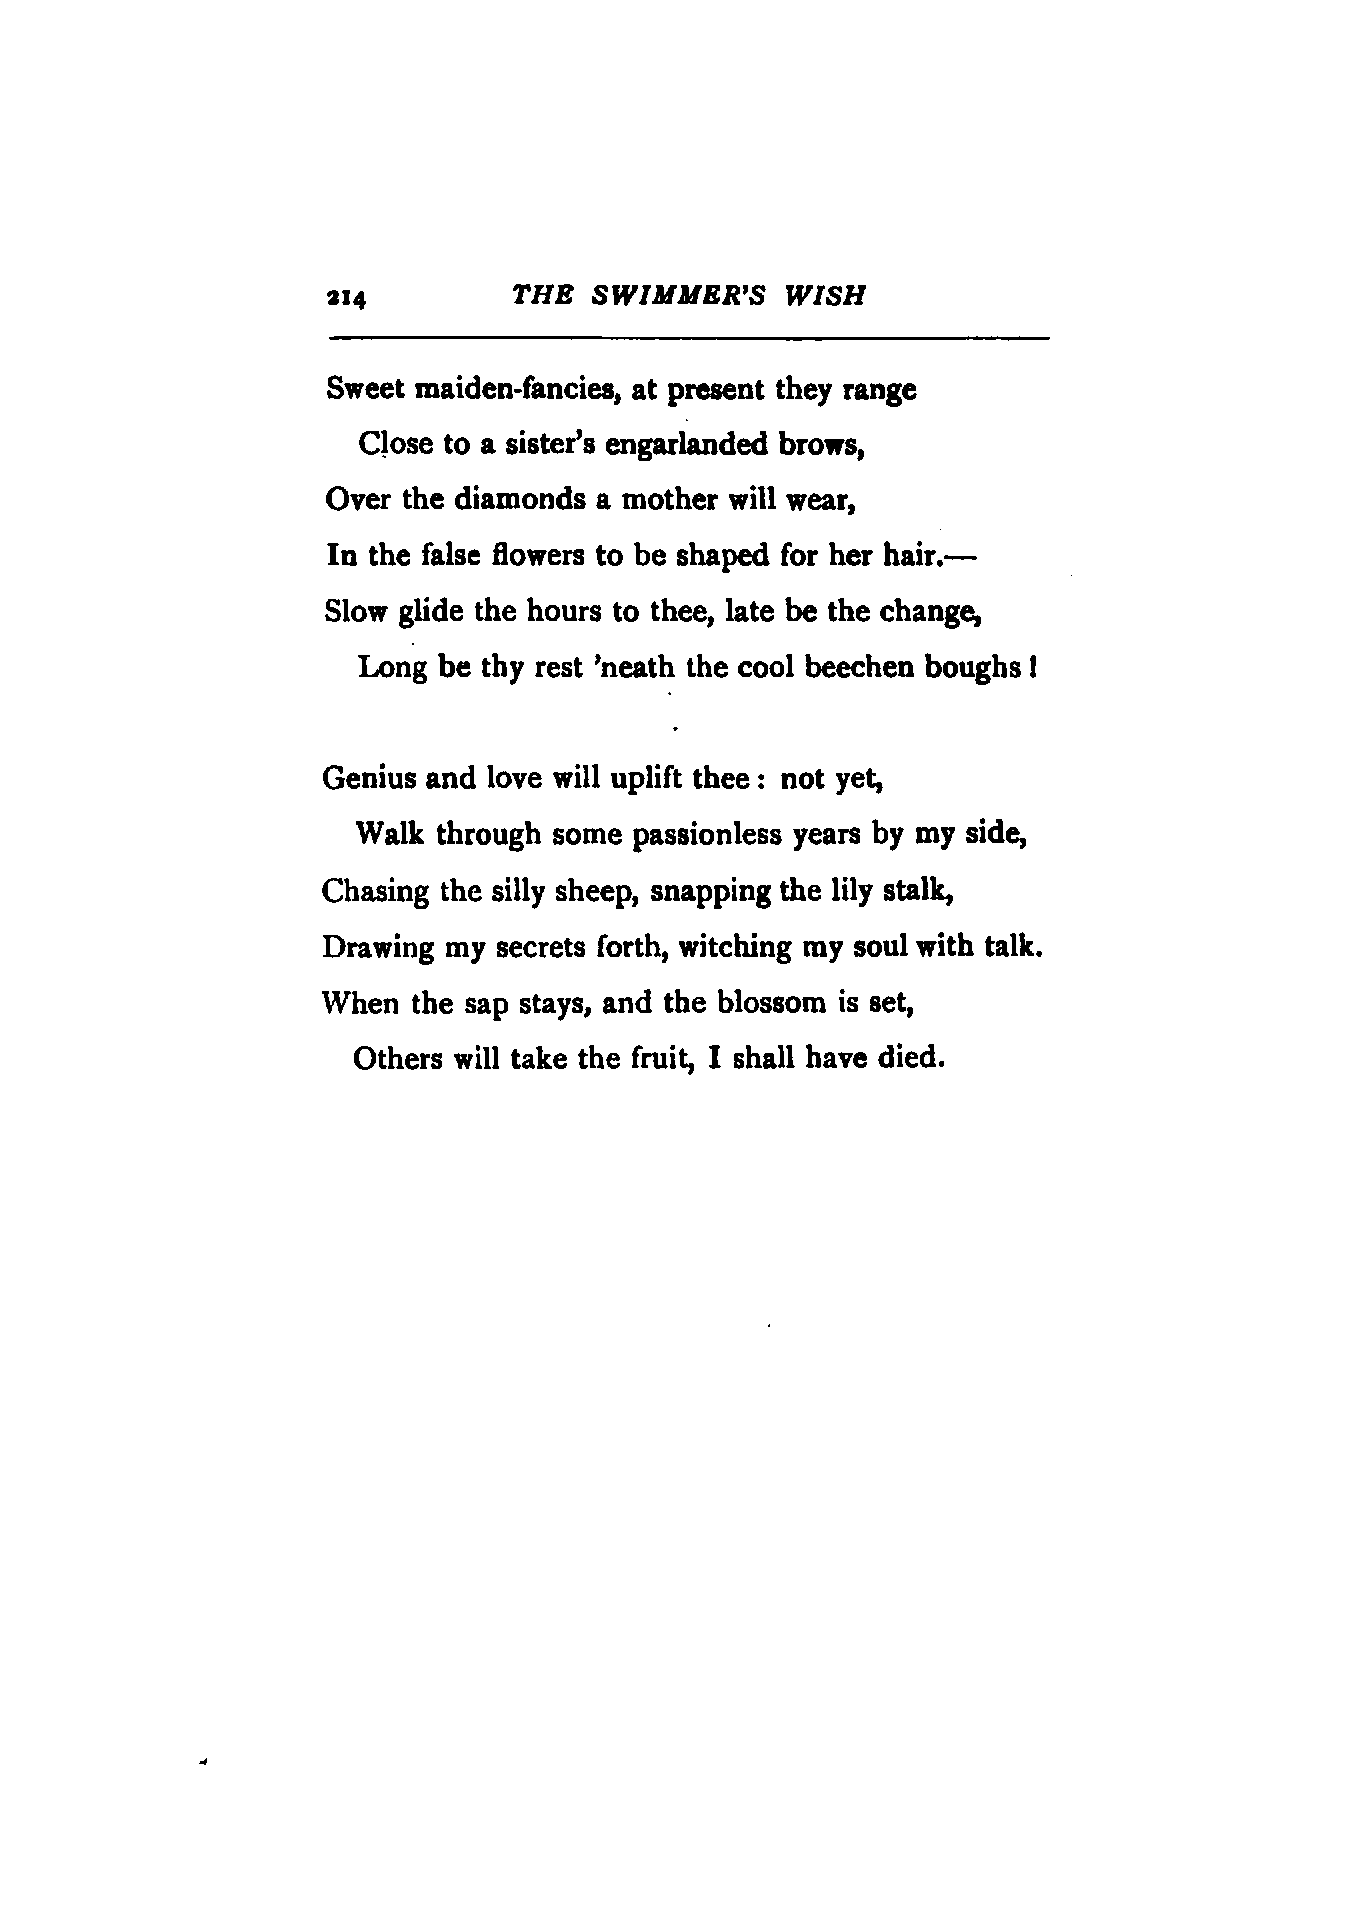 214 THE SWIMMER'S WISH
Sweet maiden-fancies, at present they range
Close to a sister's engarlanded brows,
Over the diamonds a mother will wear,
In the false flowers to be shaped for her hair.—
Slow glide the hours to thee, late be the change,
Long be thy rest 'neath the cool beechen boughs!
Genius and love will uplift thee: not yet,
Walk through some passionless years by my side,
Chasing the silly sheep, snapping the lily stalk,
Drawing my secrets forth, witching my soul with talk.
When the sap stays, and the blossom is set,
Others will take the fruit, I shall have died.